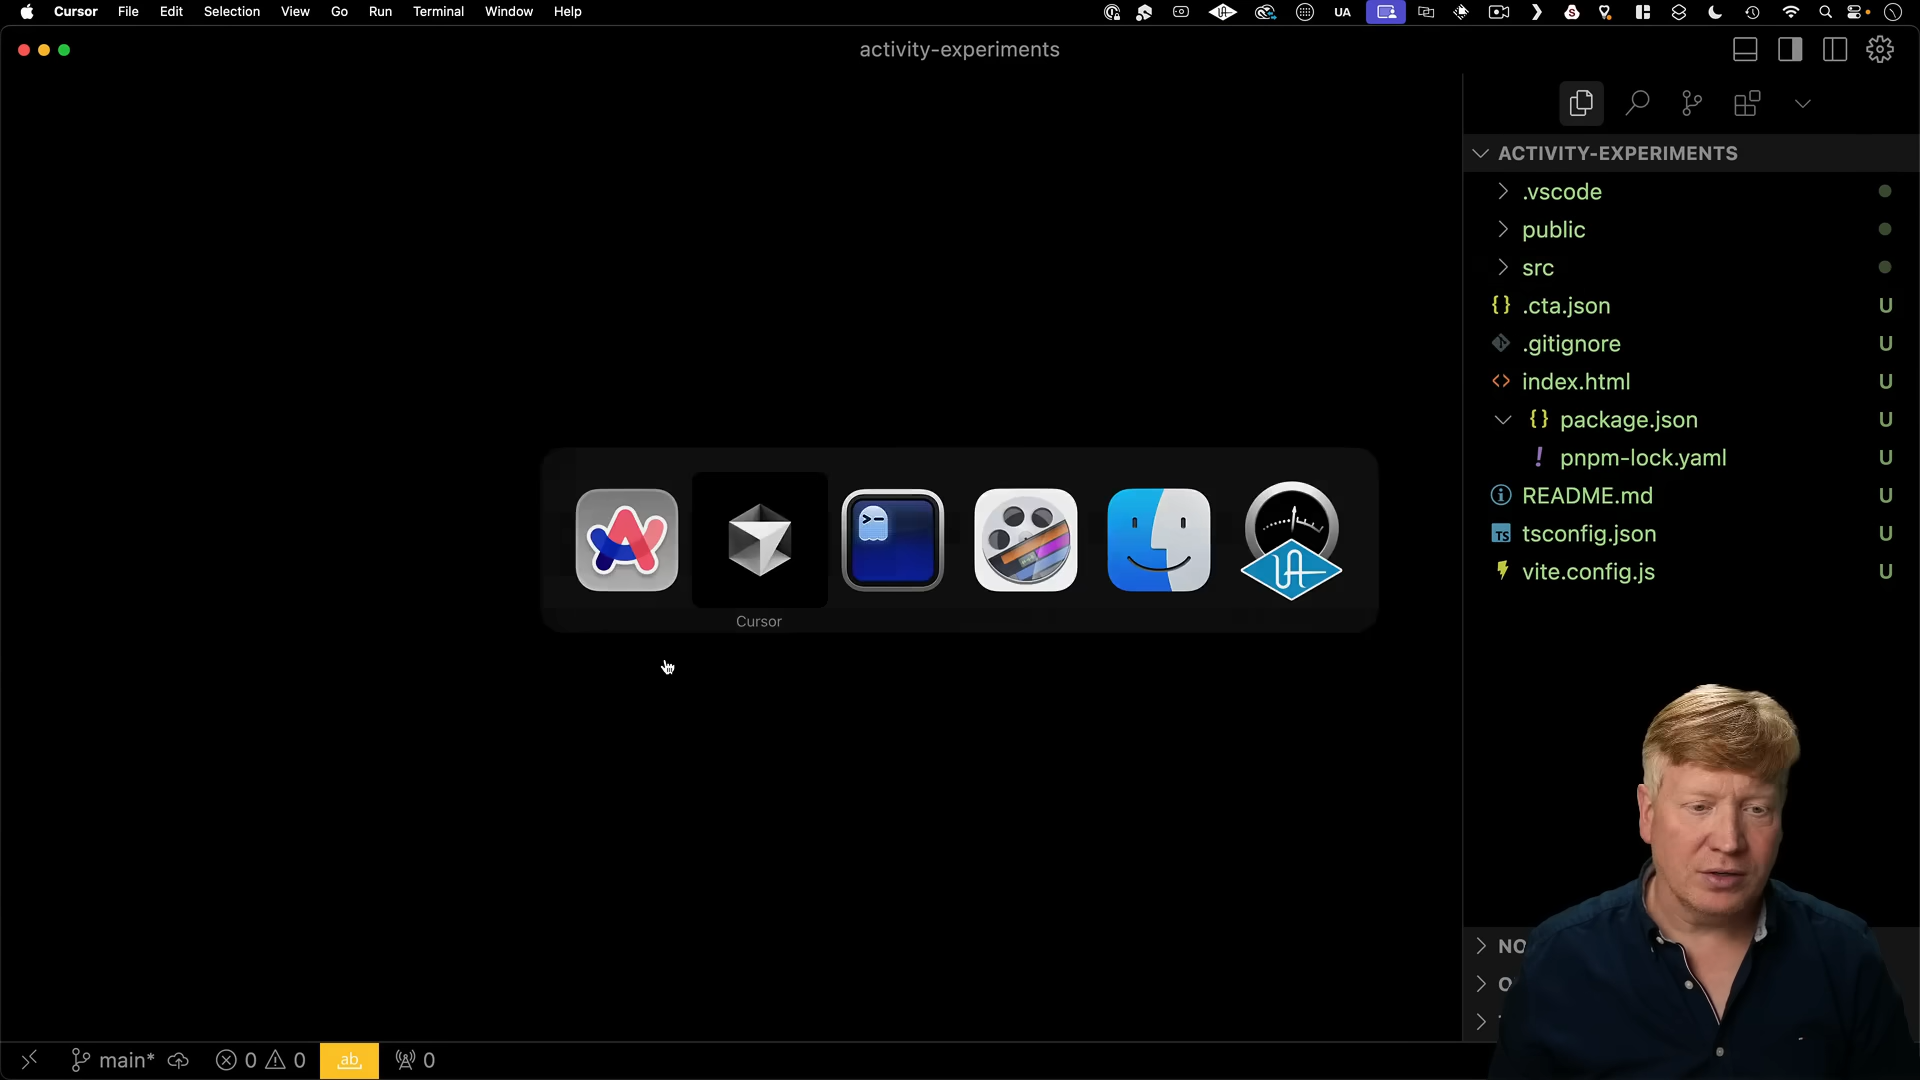 Cursor File Edit Selection View Go Run Terminal Window Help UA
activity-experiments
ACTIVITY-EXPERIMENTS
.vscode
public
src
{} .cta.json U
.gitignore U
<> index.html U
{} package.json U
! pnpm-lock.yaml U
README.md U
TS tsconfig.json U
vite.config.js U
>-
UA
Cursor
NO
O
main* 0 0 ab 0